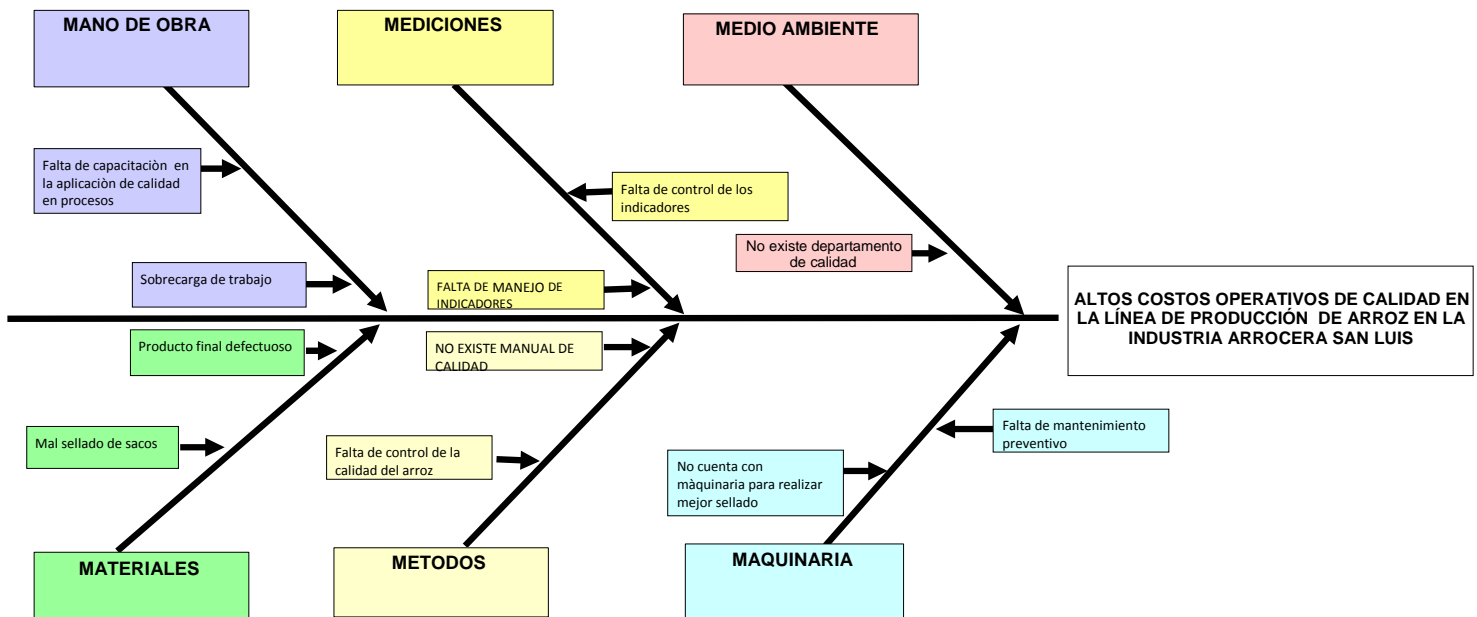 MANO DE OBRA
MEDICIONES
MEDIO AMBIENTE
Falta de capacitaciòn en
la aplicaciòn de calidad
en procesos
Falta de control de los
indicadores
No existe departamento
de calidad
Sobrecarga de trabajo
FALTA DE MANEJO DE
INDICADORES
ALTOS COSTOS OPERATIVOS DE CALIDAD EN
LA LÍNEA DE PRODUCCIÓN DE ARROZ EN LA
INDUSTRIA ARROCERA SAN LUIS
Producto final defectuoso
NO EXISTE MANUAL DE
CALIDAD
Mal sellado de sacos
Falta de control de la
calidad del arroz
Falta de mantenimiento
preventivo
No cuenta con
màquinaria para realizar
mejor sellado
MATERIALES
METODOS
MAQUINARIA